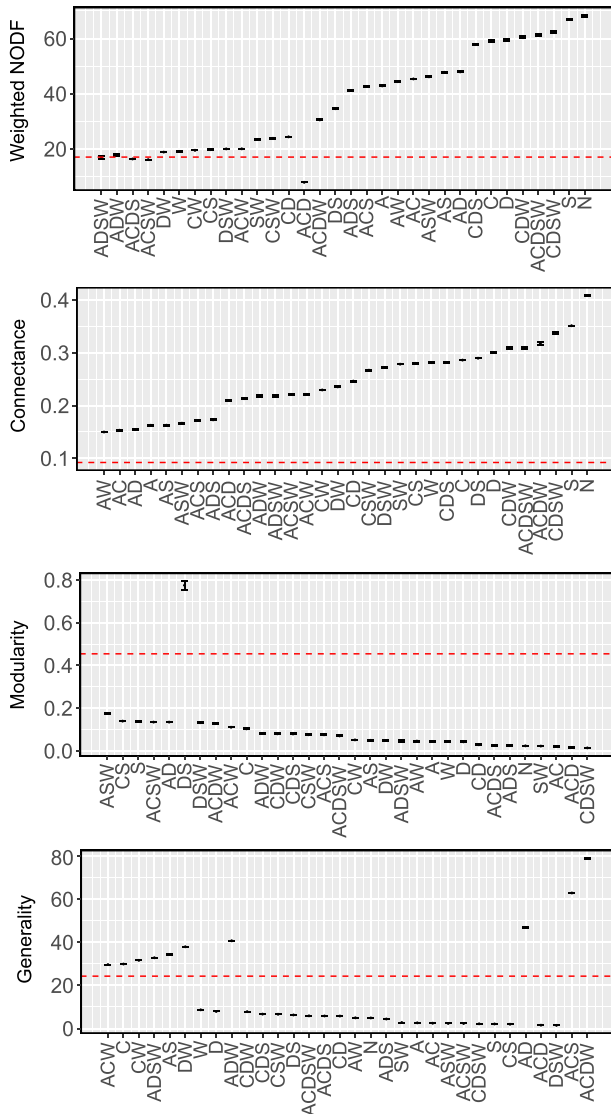 Weighted NODF
60
40
20
ADSW ADW ACDS ACSW DW W CW CS DSW ACW SW CSW CD ACD ACDW DS ADS ACS A AW AC ASW AS AD CDS C D CDW ACDSW CDSW S N
Connectance
0.4
0.3
0.2
0.1
AW AC AD A AS ASW ACS ADS ACD ACDS ADW ADSW ACSW ACW CW DW CD CSW DSW SW CS W CDS C DS D CDW ACDSW ACDW CDSW S N
Modularity
0.8
0.6
0.4
0.2
0.0
ASW CS S ACSW AD DS DSW ACDW ACW C ADW CDW CDS CSW ACS ACDSW CW AS DW ADSW AW A W D CD ACDS ADS N SW AC ACD CDSW
Generality
80
60
40
20
0
ACW C CW ADSW AS DW W D ADW CDW CDS CSW DS ACDSW ACDS CD AW N ADS SW A AC ASW ACSW CDSW S CS AD ACD DSW ACS ACDW